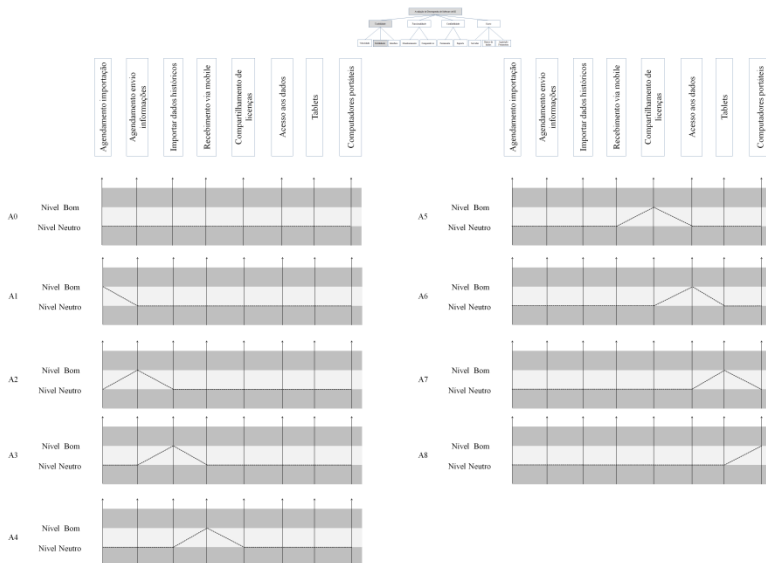 Agendamento importação
Agendamento envio
informações
Importar dados históricos
Recebimento via mobile
Compartilhamento de
licenças
Acesso aos dados
Tablets
Computadores portáteis
Agendamento importação
Agendamento envio
informações
Importar dados históricos
Recebimento via mobile
Compartilhamento de
licenças
Acesso aos dados
Tablets
Computadores portáteis
A0
Nivel Bom
Nivel Neutro
A1
Nivel Bom
Nivel Neutro
A2
Nivel Bom
Nivel Neutro
A3
Nivel Bom
Nivel Neutro
A4
Nivel Bom
Nivel Neutro
A5
Nivel Bom
Nivel Neutro
A6
Nivel Bom
Nivel Neutro
A7
Nivel Bom
Nivel Neutro
A8
Nivel Bom
Nivel Neutro